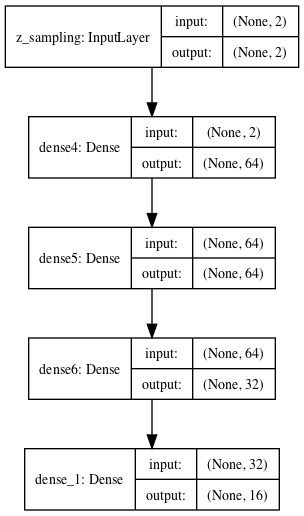 z_sampling: InputLayer
input: (None, 2)
output: (None, 2)
dense4: Dense
input: (None, 2)
output: (None, 64)
dense5: Dense
input: (None, 64)
output: (None, 64)
dense6: Dense
input: (None, 64)
output: (None, 32)
dense_1: Dense
input: (None, 32)
output: (None, 16)